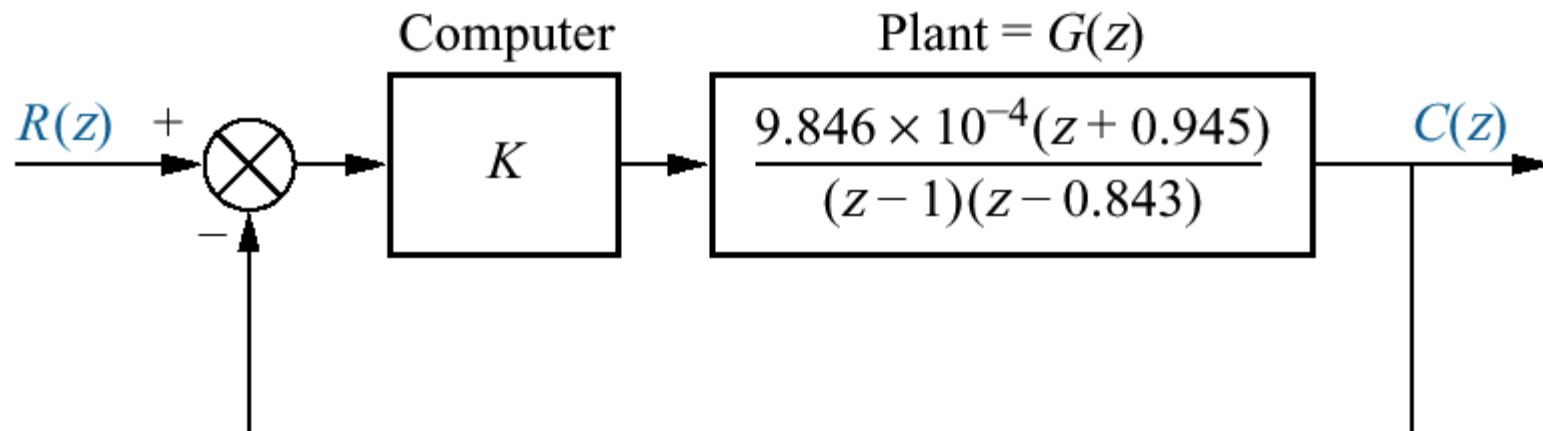 Computer
Plant = G(z)
R(z)
+
−
K
9.846 × 10⁻⁴(z + 0.945)
(z − 1)(z − 0.843)
C(z)